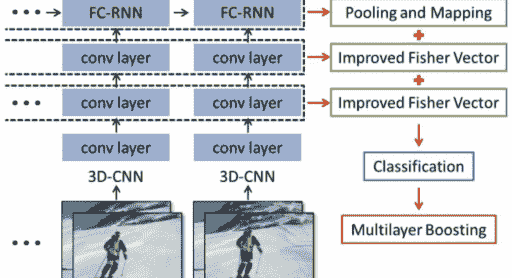 FC-RNN FC-RNN Pooling and Mapping
conv layer conv layer Improved Fisher Vector
conv layer conv layer Improved Fisher Vector
conv layer conv layer
Classification
3D-CNN 3D-CNN
Multilayer Boosting